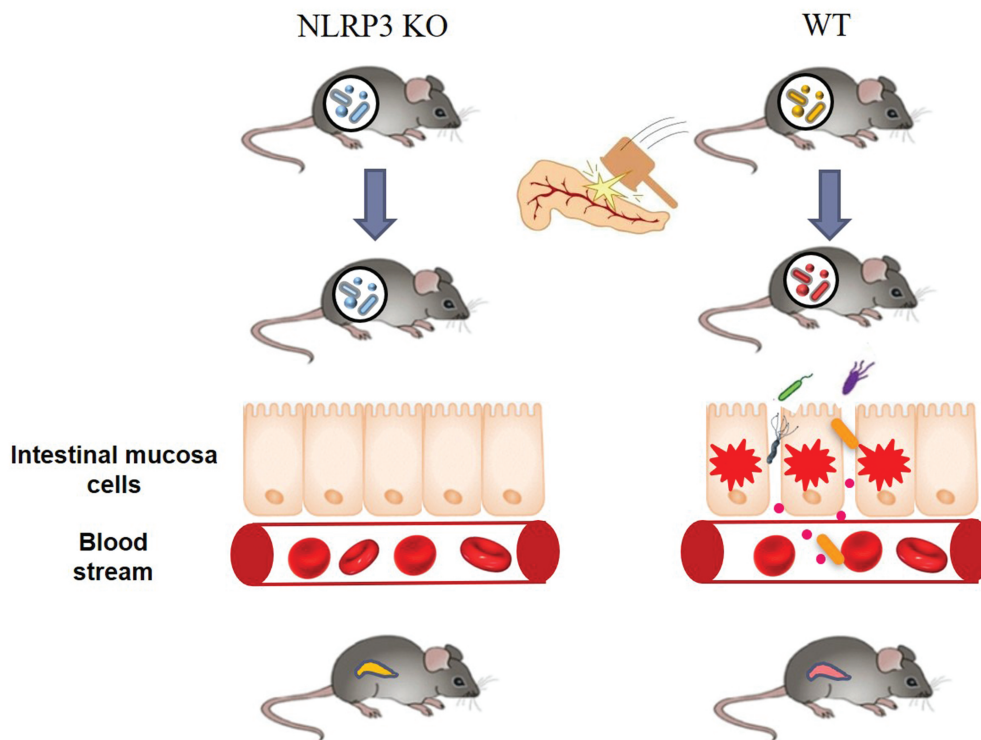 NLRP3 KO
WT
Intestinal mucosa
cells
Blood
stream